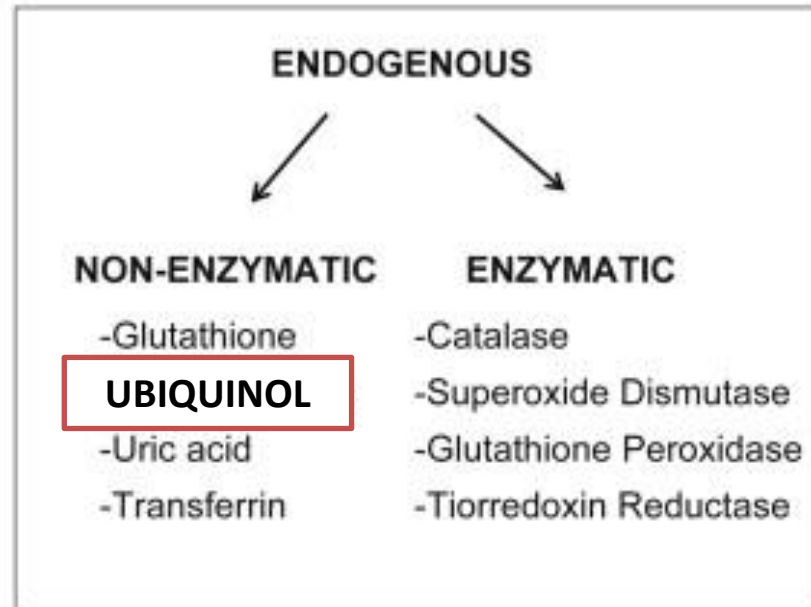 ENDOGENOUS
NON-ENZYMATIC
-Glutathione
UBIQUINOL
-Uric acid
-Transferrin
ENZYMATIC
-Catalase
-Superoxide Dismutase
-Glutathione Peroxidase
-Tiorredoxin Reductase